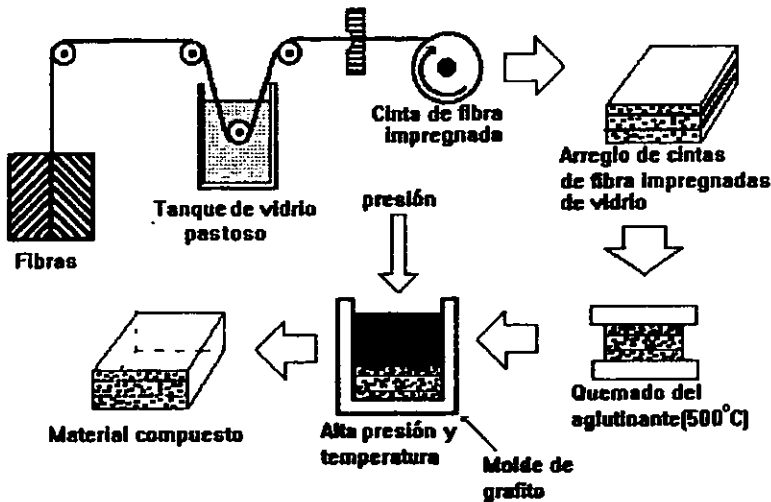 Cinta de fibra
impregnada
Arreglo de cintas
de fibra impregnadas
de vidrio
Tanque de vidrio
pastoso
presión
Fibras
Quemado del
aglutinante(500°C)
Material compuesto
Alta presión y
temperatura
Molde de
grafito